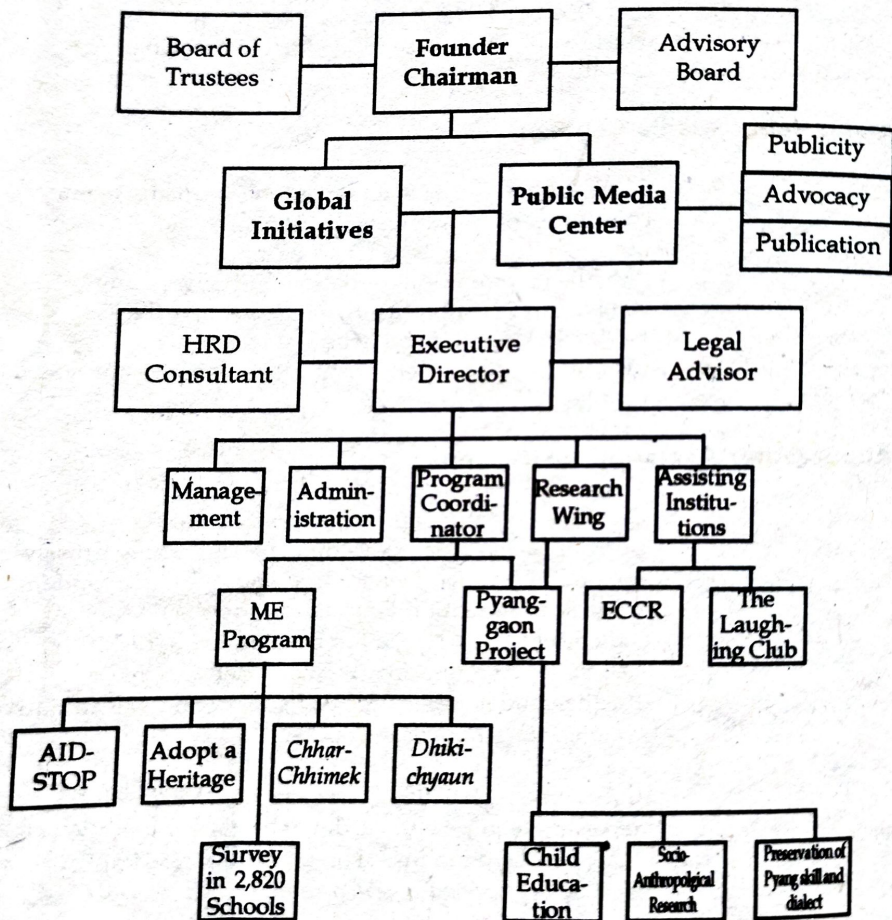 Board of
Trustees
Founder
Chairman
Advisory
Board
Global
Initiatives
Public Media
Center
Publicity
Advocacy
Publication
HRD
Consultant
Executive
Director
Legal
Advisor
Manage-
ment
Admin-
istration
Program
Coordi-
nator
Research
Wing
Assisting
Institu-
tions
ME
Program
Pyang-
gaon
Project
ECCR
The
Laugh-
ing Club
AID-
STOP
Adopt a
Heritage
Chhar-
Chhimek
Dhiki-
chyaun
Survey
in 2,820
Schools
Child
Educa-
tion
Socio
Anthropolgical
Research
Preservation of
Pyang skill and
dialect